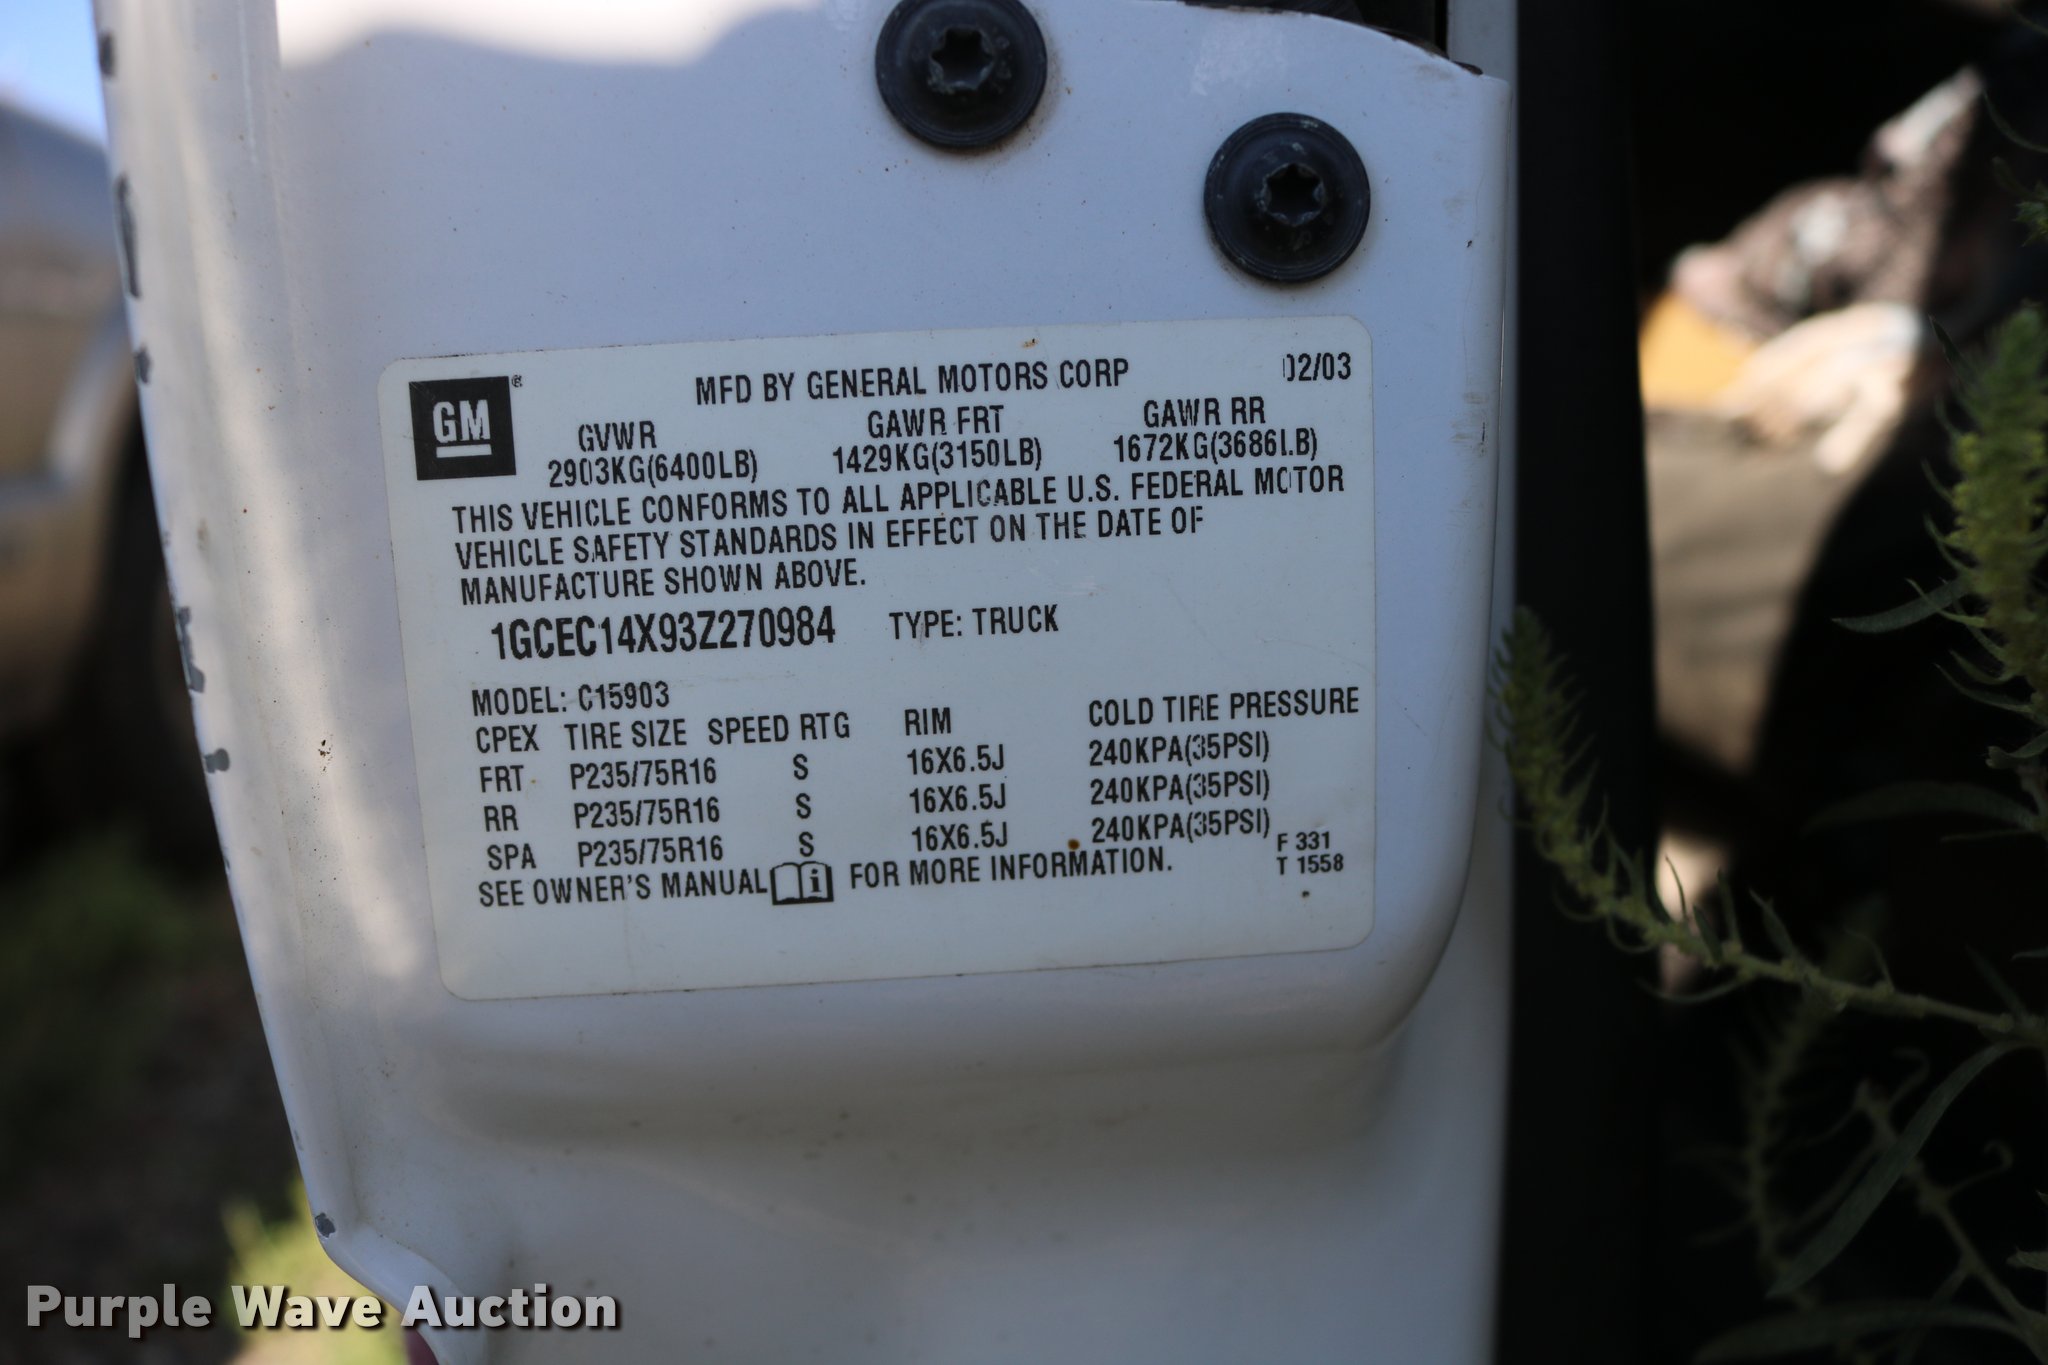 GM®
MFD BY GENERAL MOTORS CORP 02/03
GVWR GAWR FRT GAWR RR
2903KG(6400LB) 1429KG(3150LB) 1672KG(3686LB)
THIS VEHICLE CONFORMS TO ALL APPLICABLE U.S. FEDERAL MOTOR
VEHICLE SAFETY STANDARDS IN EFFECT ON THE DATE OF
MANUFACTURE SHOWN ABOVE.
1GCEC14X93Z270984 TYPE: TRUCK
MODEL: C15903
CPEX TIRE SIZE SPEED RTG RIM COLD TIRE PRESSURE
FRT P235/75R16 S 16X6.5J 240KPA(35PSI)
RR P235/75R16 S 16X6.5J 240KPA(35PSI)
SPA P235/75R16 S 16X6.5J 240KPA(35PSI)
SEE OWNER'S MANUAL i FOR MORE INFORMATION.
F 331
T 1558
Purple Wave Auction